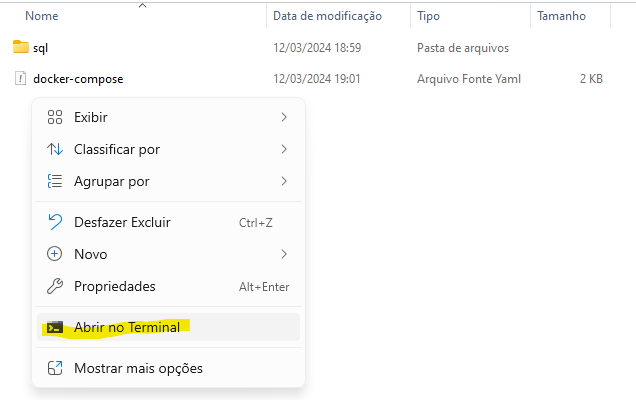 Nome Data de modificação Tipo Tamanho
sql 12/03/2024 18:59 Pasta de arquivos
docker-compose 12/03/2024 19:01 Arquivo Fonte Yaml 2 KB
Exibir
Classificar por
Agrupar por
Desfazer Excluir Ctrl+Z
Novo
Propriedades Alt+Enter
Abrir no Terminal
Mostrar mais opções